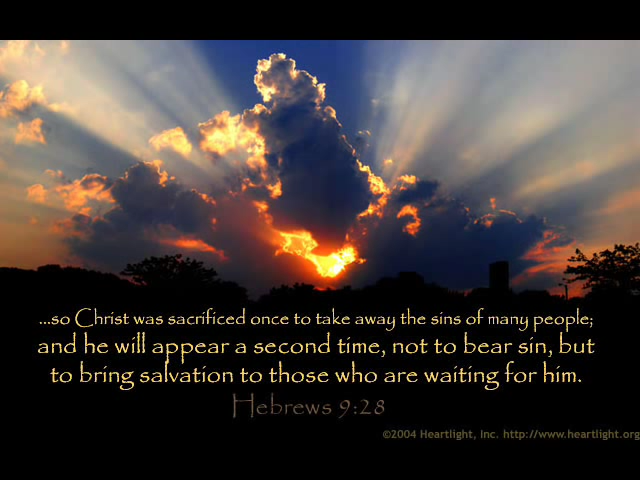 ...so Christ was sacrificed once to take away the sins of many people;
and he will appear a second time, not to bear sin, but
to bring salvation to those who are waiting for him.
Hebrews 9:28
©2004 Heartlight, Inc. http://www.heartlight.org